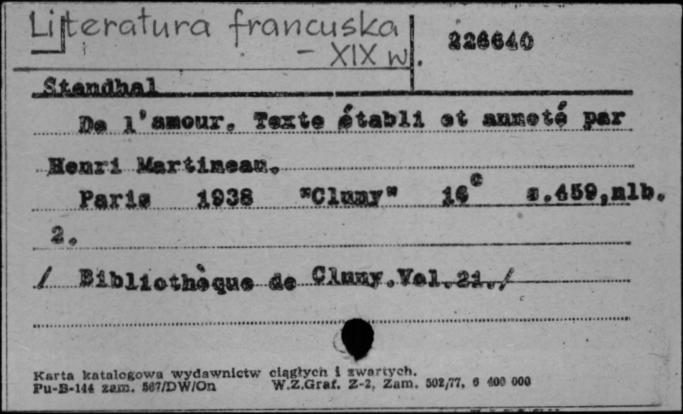 Literatura francuska
- XIX w.
226640
Stendhal
De l'amour. Texte établi et annoté par
Henri Martineau.
Paris 1938 "Cluny" 16° s.459,nlb.
2.
/ Bibliothèque de Cluny.Vol.21./
Karta katalogowa wydawnictw ciągłych i zwartych.
Pu-B-144 zam. 567/DW/On W.Z.Graf. Z-2, Zam. 502/77, 6 400 000